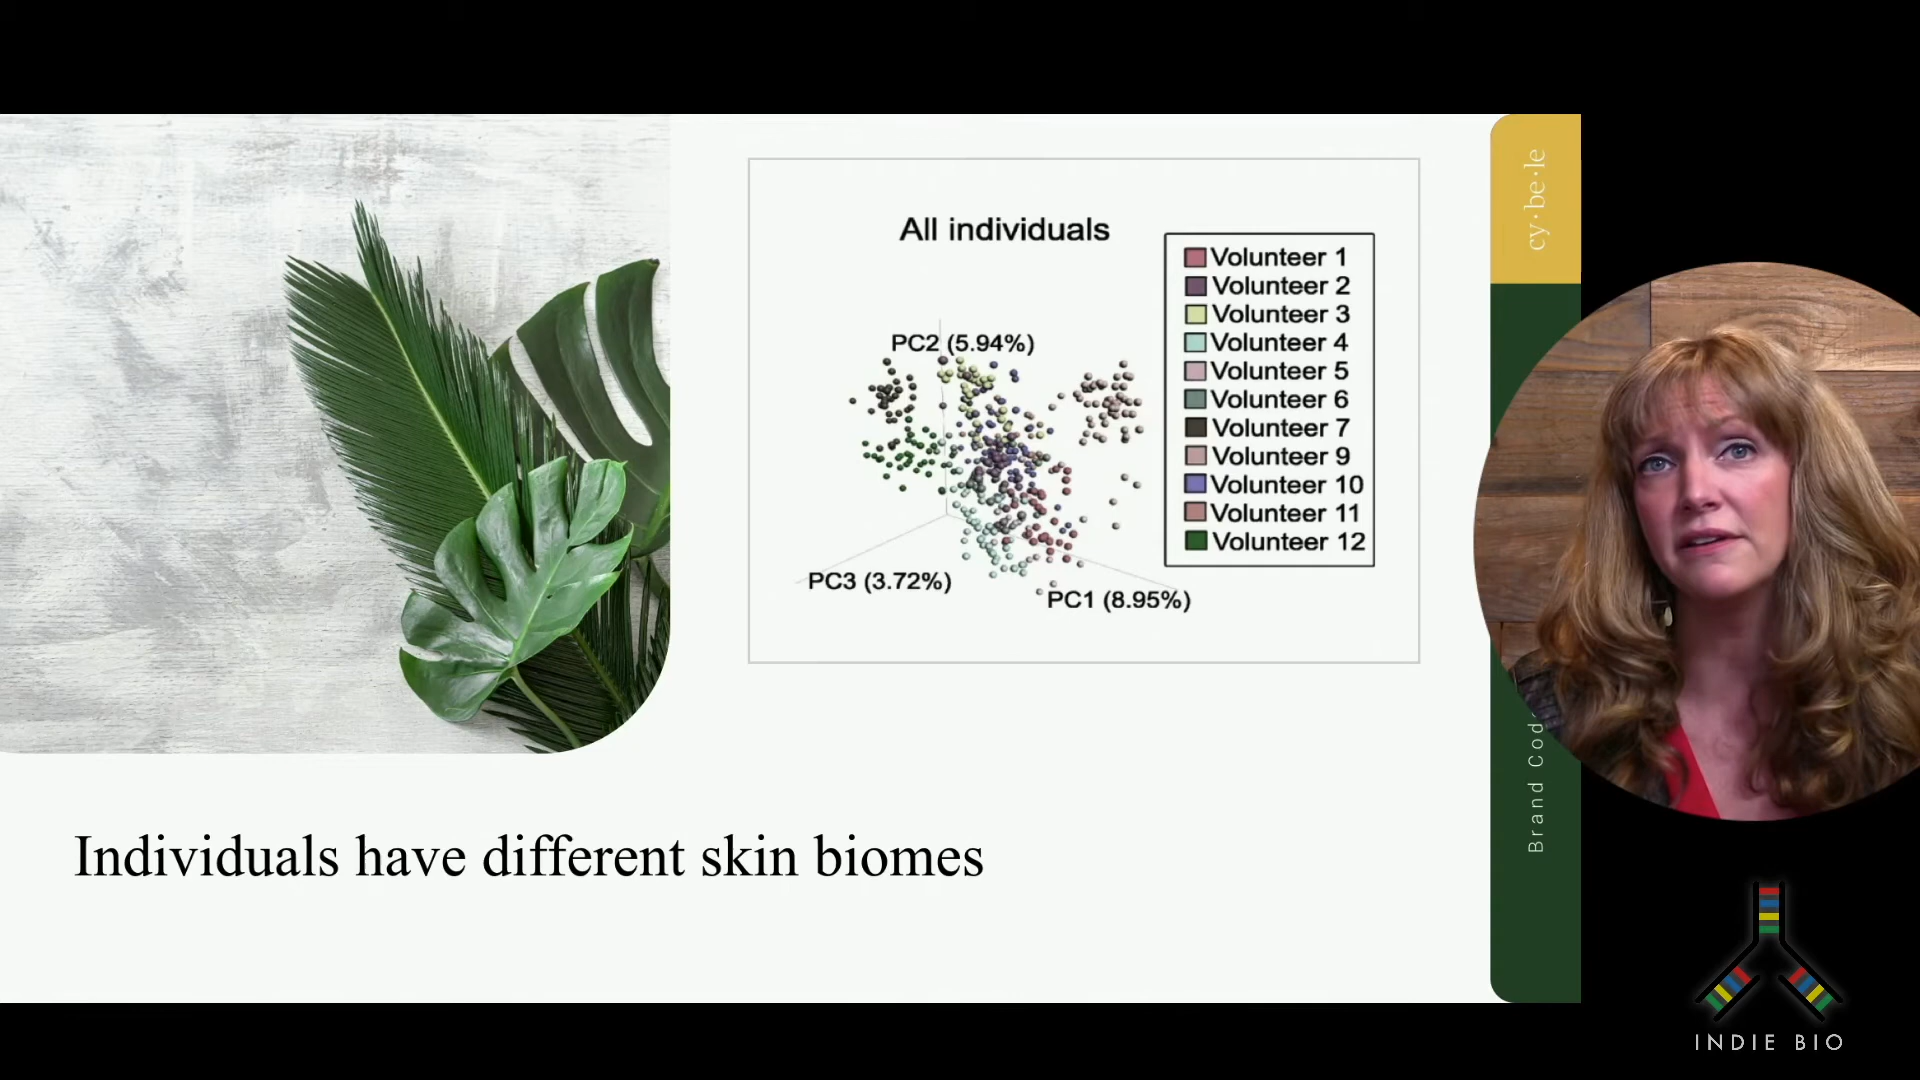 All individuals
Volunteer 1
Volunteer 2
Volunteer 3
Volunteer 4
Volunteer 5
Volunteer 6
Volunteer 7
Volunteer 9
Volunteer 10
Volunteer 11
Volunteer 12
PC2 (5.94%)
PC3 (3.72%)
PC1 (8.95%)
cy·be·le
Brand
Individuals have different skin biomes
INDIE BIO